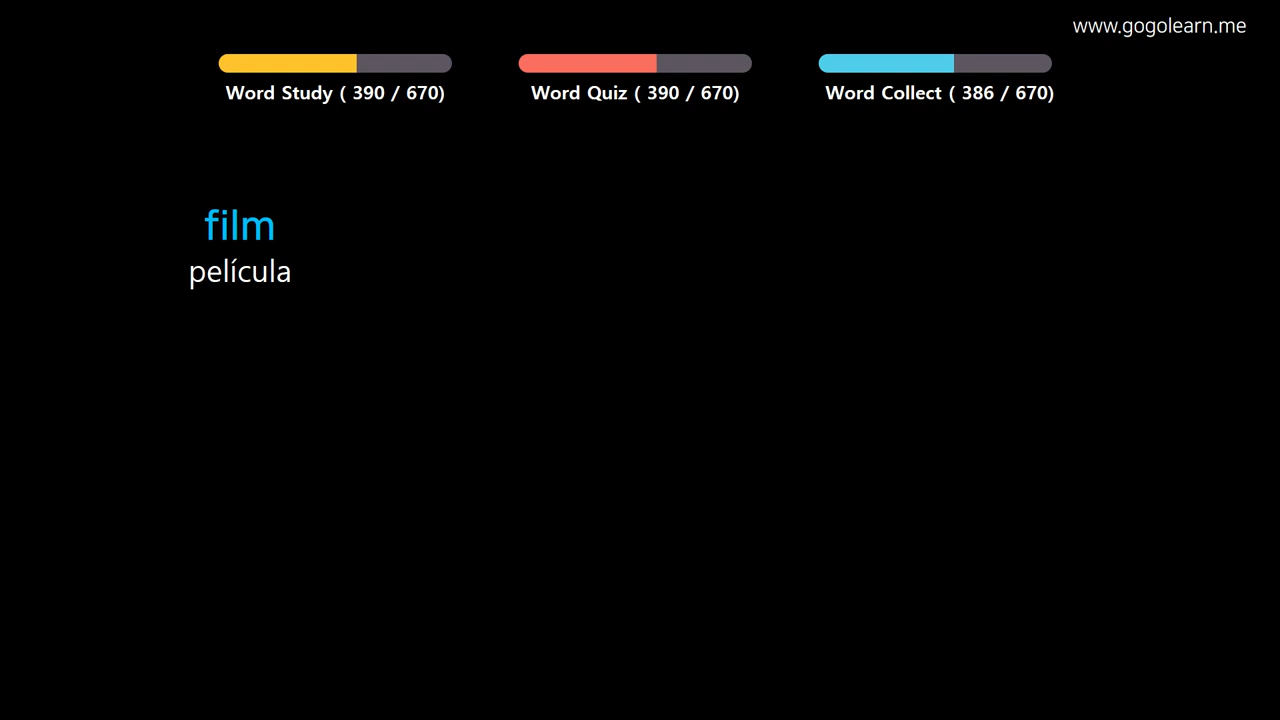 www.gogolearn.me
Word Study ( 390 / 670)
Word Quiz ( 390 / 670)
Word Collect ( 386 / 670)
film
película